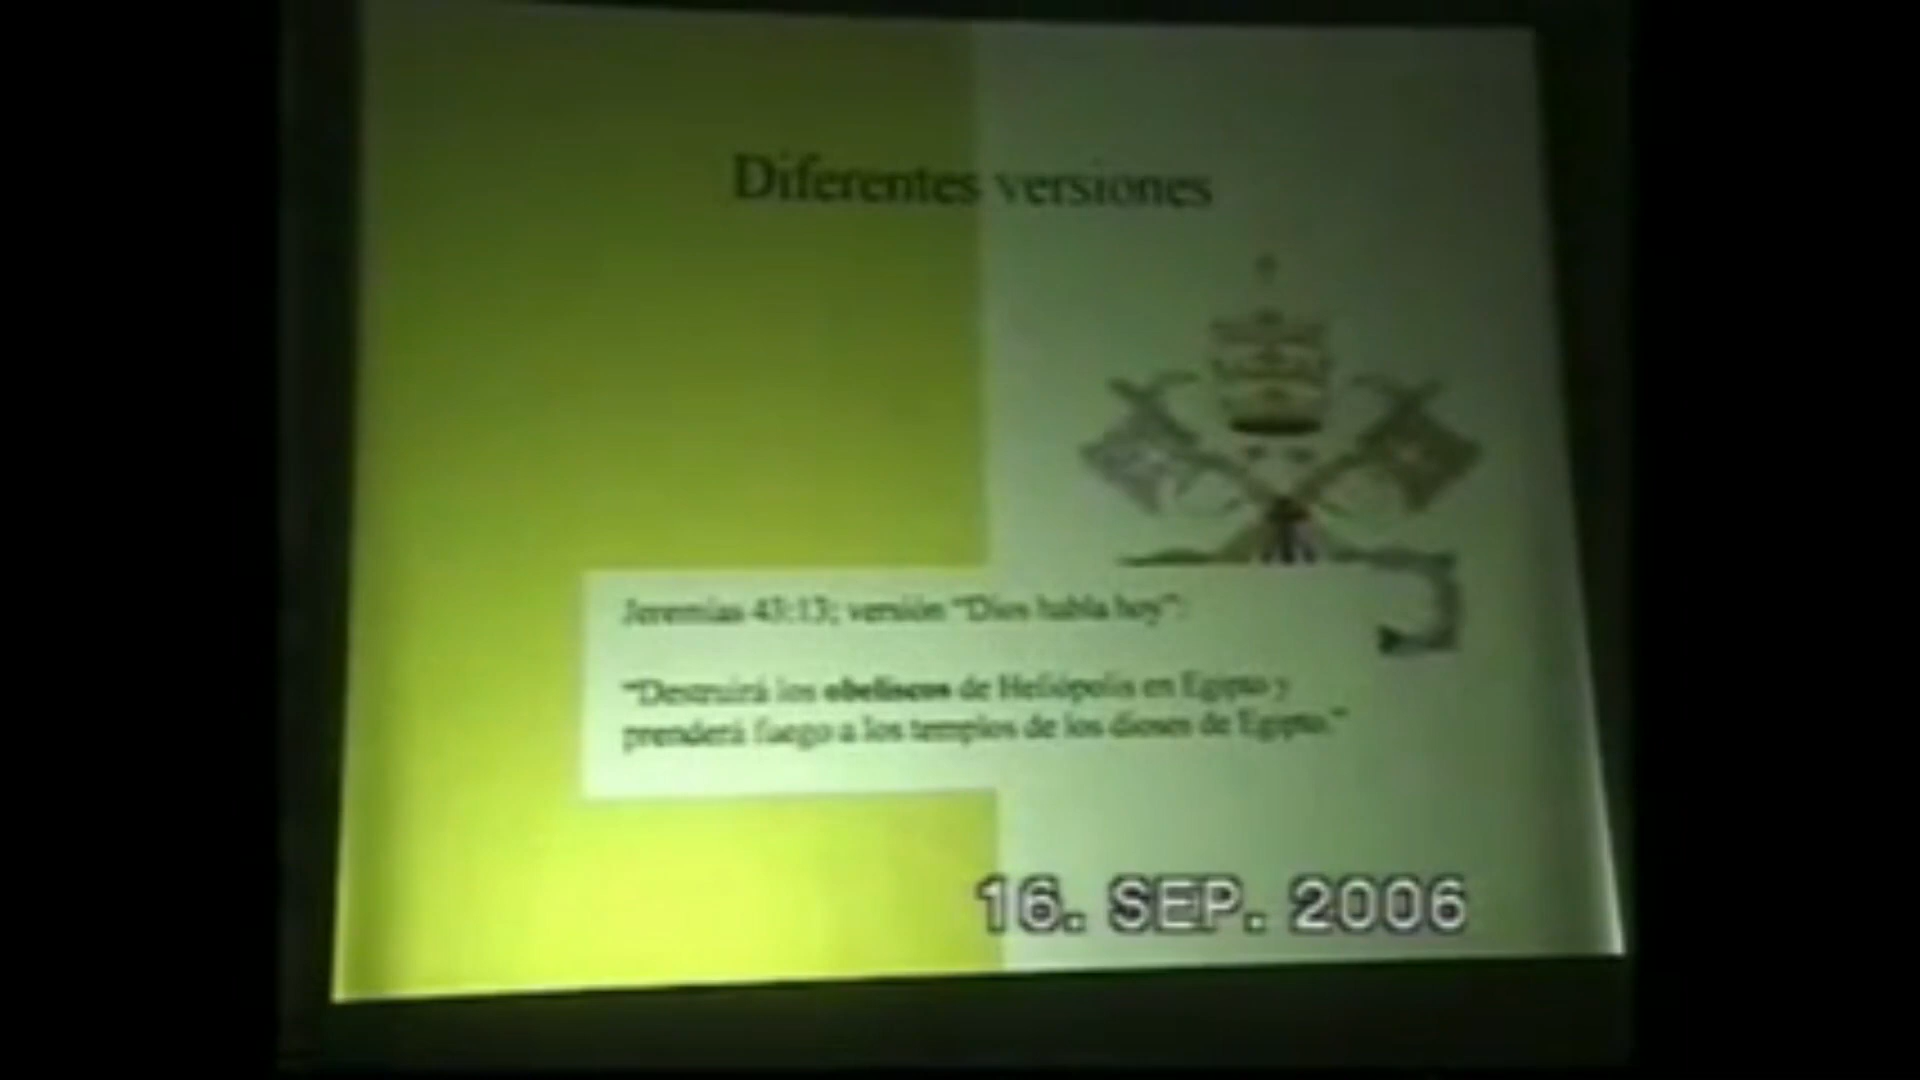 Diferentes versiones
Jeremías 43:13; versión "Dios habla hoy":
"Destruirá los obeliscos de Heliópolis en Egipto y
prenderá fuego a los templos de los dioses de Egipto."
16. SEP. 2006